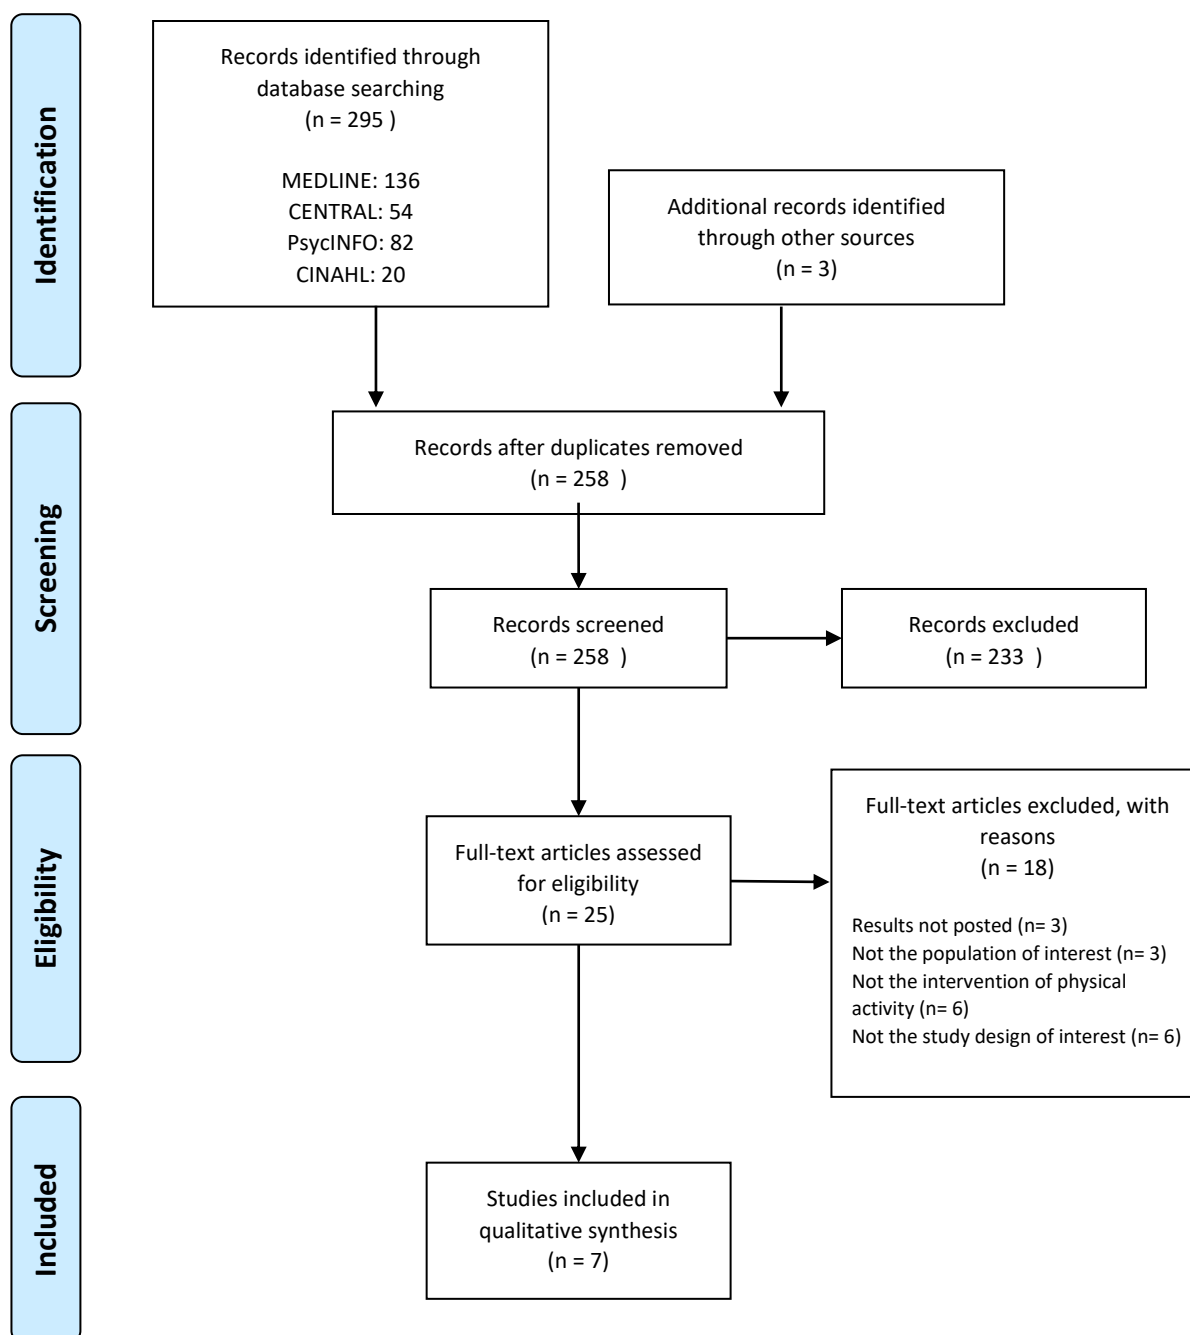 Identification
Records identified through
database searching
(n = 295 )
MEDLINE: 136
CENTRAL: 54
PsycINFO: 82
CINAHL: 20
Additional records identified
through other sources
(n = 3)
Screening
Records after duplicates removed
(n = 258 )
Records screened
(n = 258 )
Records excluded
(n = 233 )
Eligibility
Full-text articles assessed
for eligibility
(n = 25)
Full-text articles excluded, with
reasons
(n = 18)
Results not posted (n= 3)
Not the population of interest (n= 3)
Not the intervention of physical
activity (n= 6)
Not the study design of interest (n= 6)
Included
Studies included in
qualitative synthesis
(n = 7)